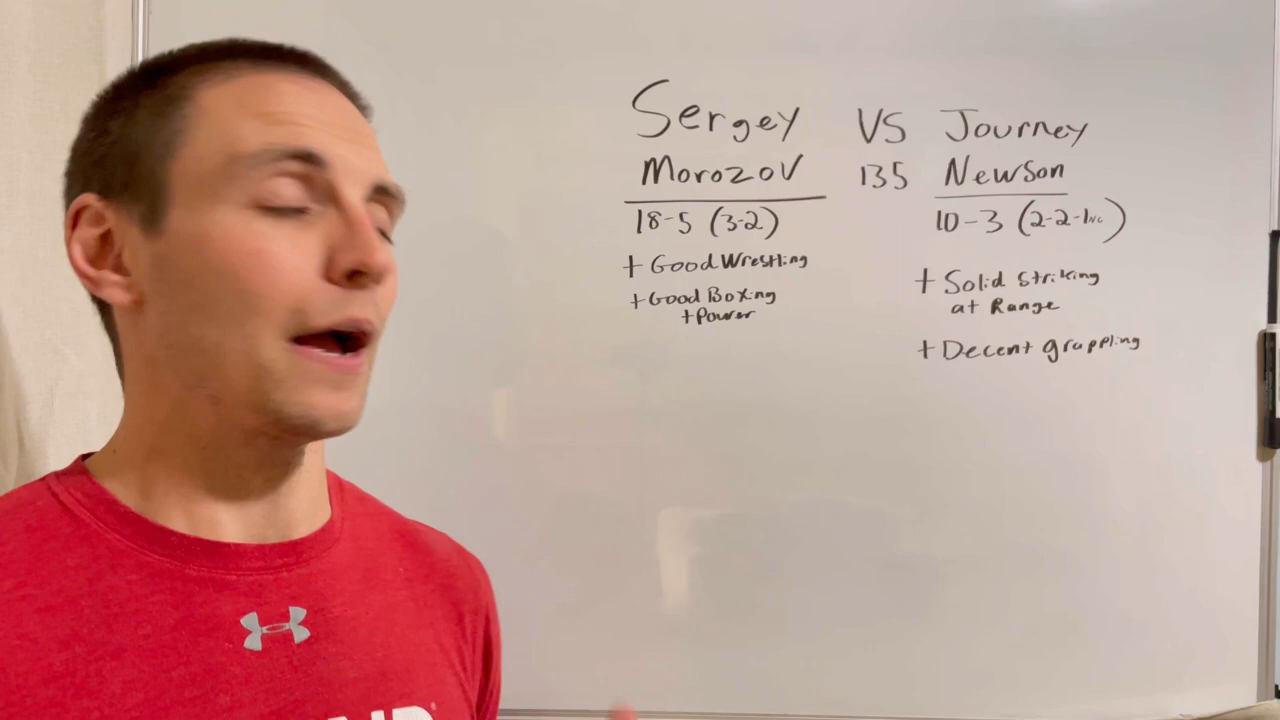 Sergey VS Journey
Morozov 135 Newson
18-5 (3-2)
10-3 (2-2-1NC)
+ Good Wrestling
+ Good Boxing
+ Power
+ Solid Striking
at Range
+ Decent grappling